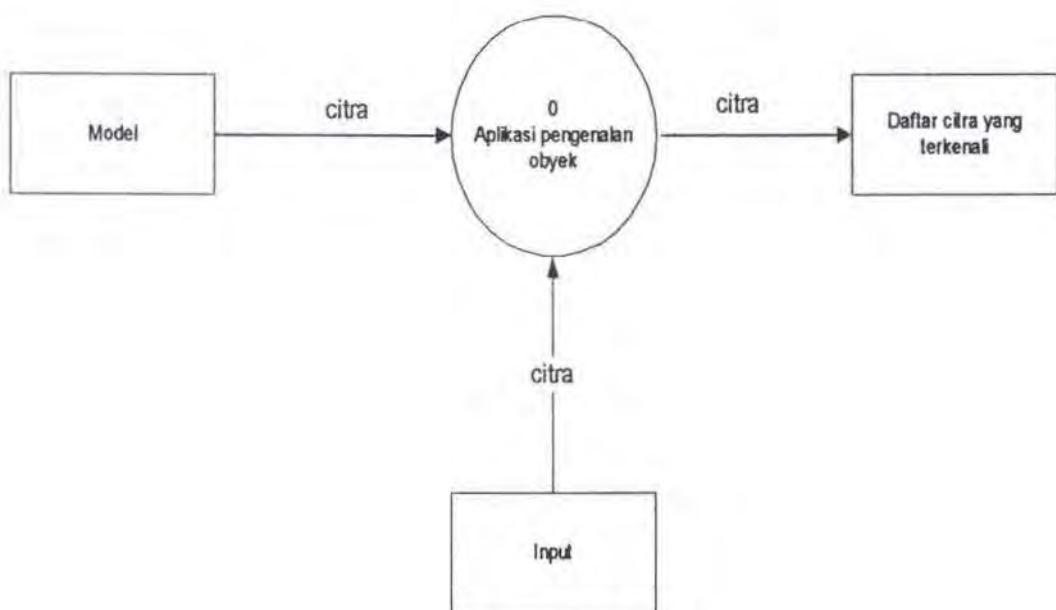 Model
citra
0
Aplikasi pengenalan
obyek
citra
Daftar citra yang
terkenali
citra
Input